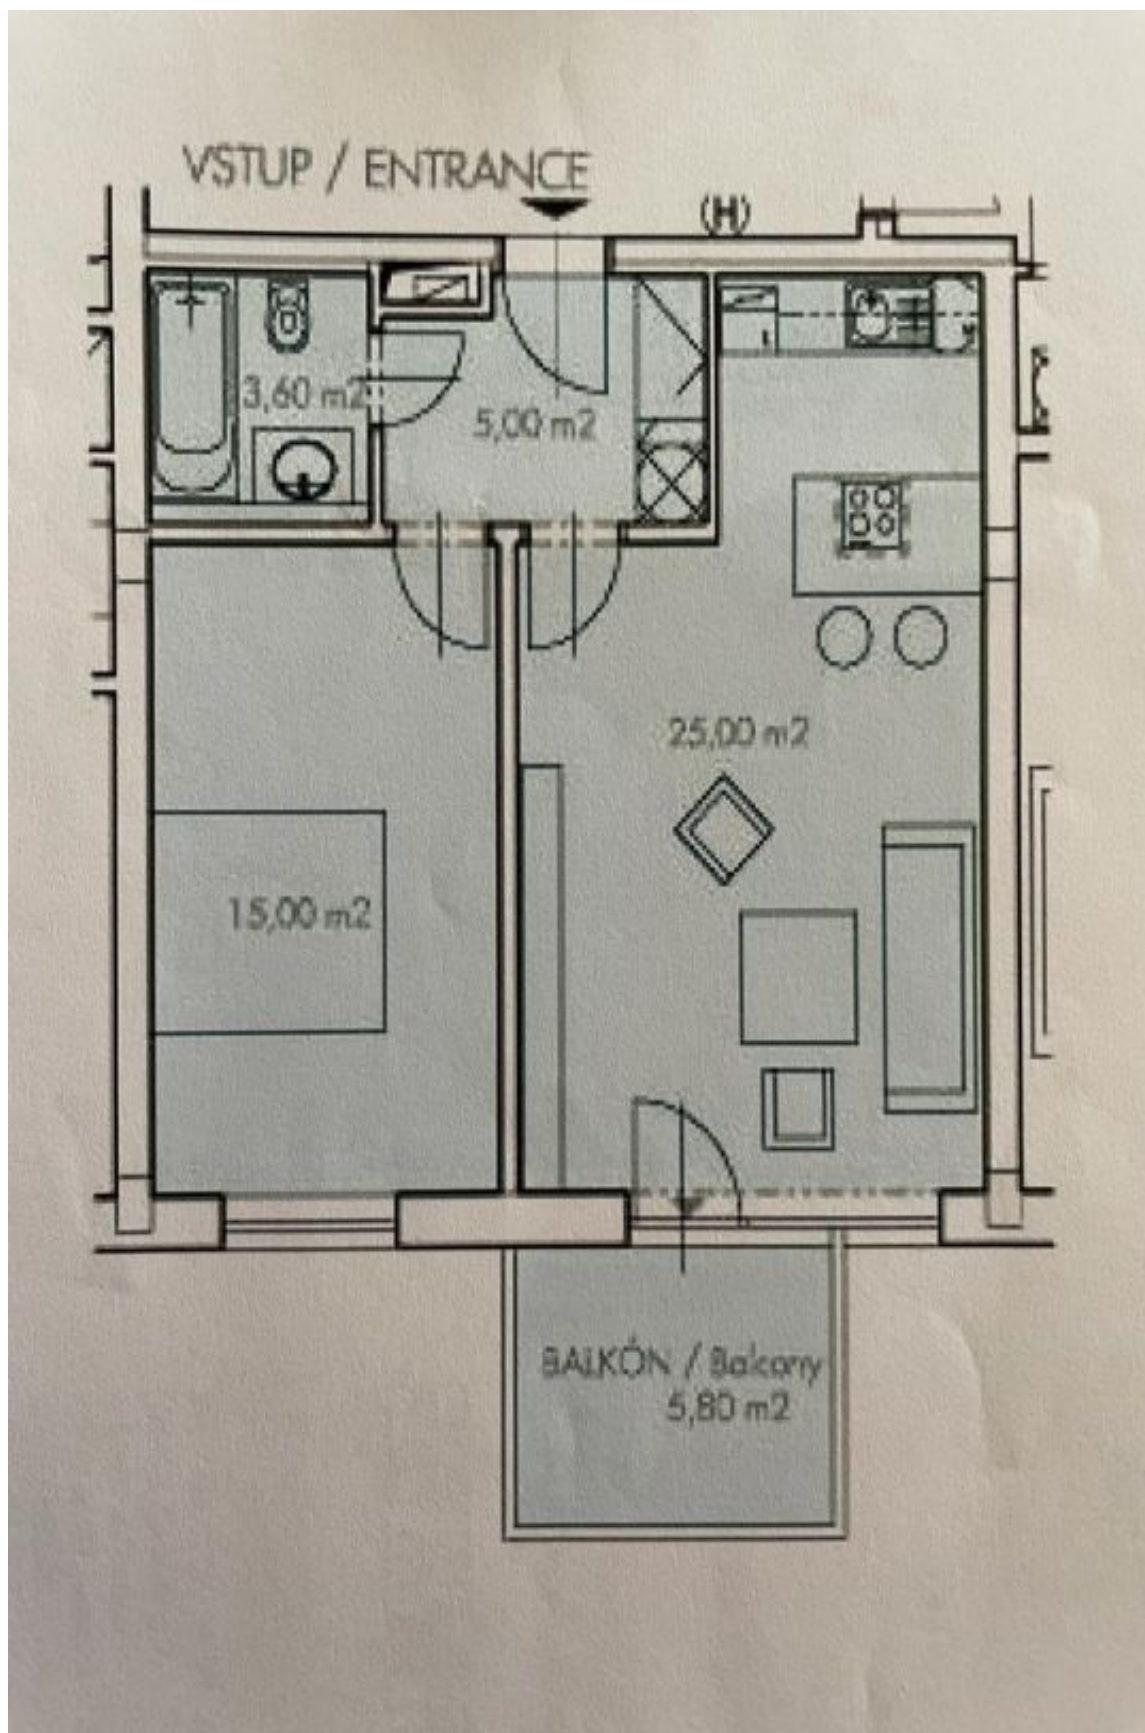 VSTUP / ENTRANCE
(H)
3,60 m2
5,00 m2
25,00 m2
15,00 m2
BALKÓN / Balcony
5,80 m2